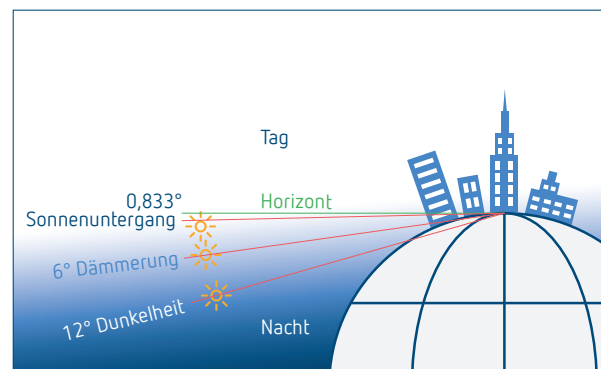 Tag
0,833°
Sonnenuntergang
Horizont
6° Dämmerung
12° Dunkelheit
Nacht